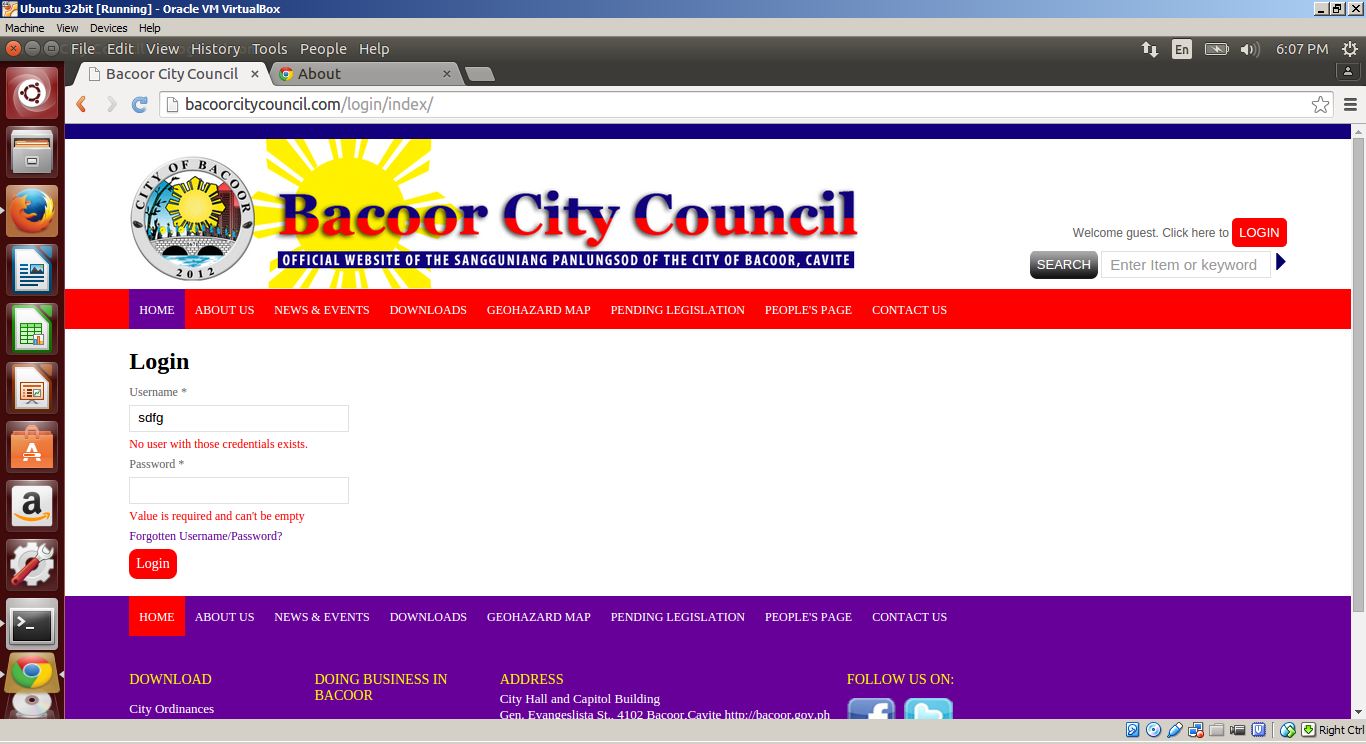 Ubuntu 32bit [Running] - Oracle VM VirtualBox
Machine View Devices Help
File Edit View History Tools People Help
En
6:07 PM
Bacoor City Council
About
bacoorcitycouncil.com/login/index/
CITY OF BACOOR
2012
Bacoor City Council
OFFICIAL WEBSITE OF THE SANGGUNIANG PANLUNGSOD OF THE CITY OF BACOOR, CAVITE
Welcome guest. Click here to LOGIN
SEARCH Enter Item or keyword
HOME ABOUT US NEWS & EVENTS DOWNLOADS GEOHAZARD MAP PENDING LEGISLATION PEOPLE'S PAGE CONTACT US
Login
Username *
sdfg
No user with those credentials exists.
Password *
Value is required and can't be empty
Forgotten Username/Password?
Login
HOME ABOUT US NEWS & EVENTS DOWNLOADS GEOHAZARD MAP PENDING LEGISLATION PEOPLE'S PAGE CONTACT US
DOWNLOAD
City Ordinances
DOING BUSINESS IN
BACOOR
ADDRESS
City Hall and Capitol Building
Gen. Evangeslista St., 4102 Bacoor,Cavite http://bacoor.gov.ph
FOLLOW US ON:
Right Ctrl